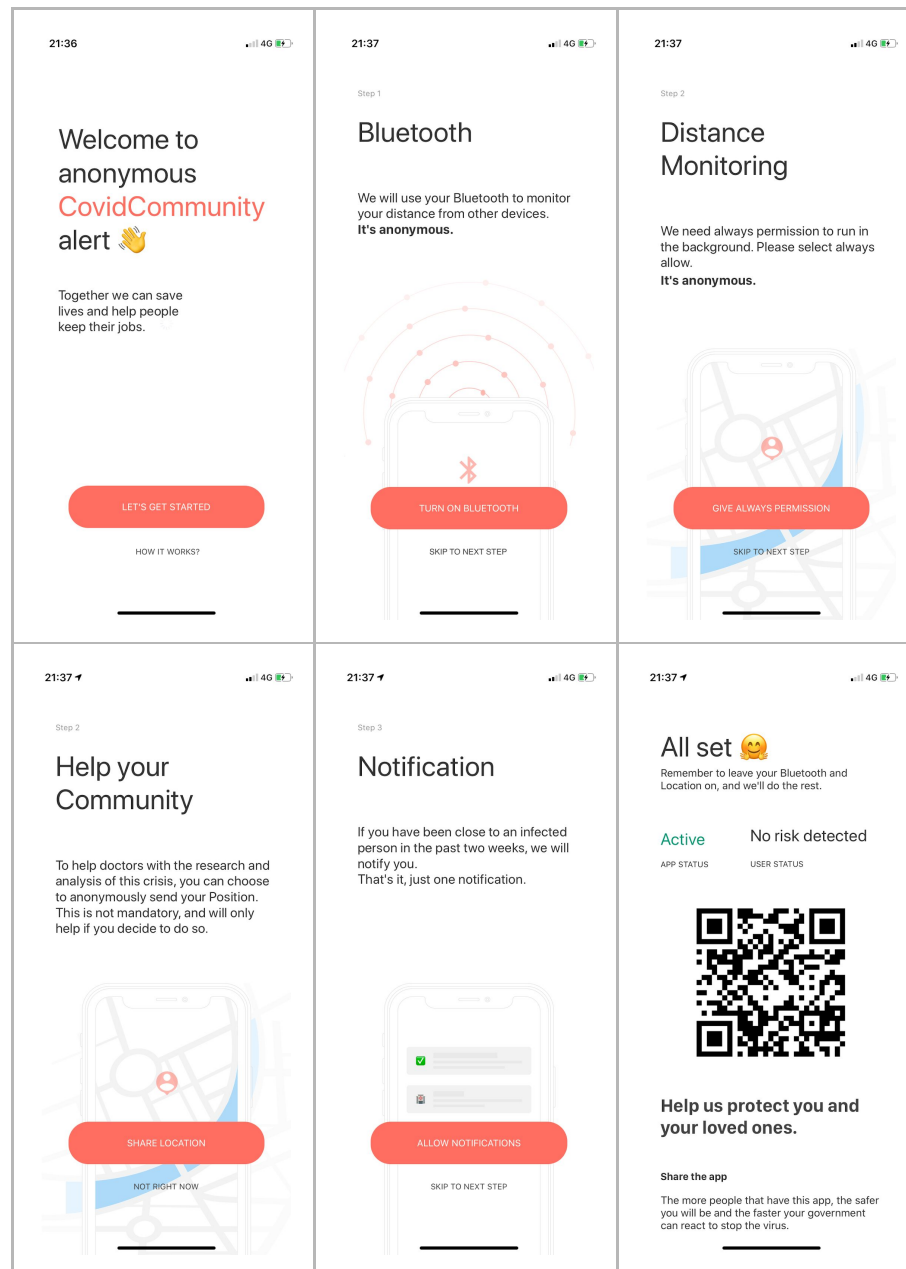 21:36
4G
Welcome to
anonymous
CovidCommunity
alert 👋
Together we can save
lives and help people
keep their jobs.
LET'S GET STARTED
HOW IT WORKS?
21:37
4G
Step 1
Bluetooth
We will use your Bluetooth to monitor
your distance from other devices.
It's anonymous.
TURN ON BLUETOOTH
SKIP TO NEXT STEP
21:37
4G
Step 2
Distance
Monitoring
We need always permission to run in
the background. Please select always
allow.
It's anonymous.
GIVE ALWAYS PERMISSION
SKIP TO NEXT STEP
21:37
4G
Step 2
Help your
Community
To help doctors with the research and
analysis of this crisis, you can choose
to anonymously send your Position.
This is not mandatory, and will only
help if you decide to do so.
SHARE LOCATION
NOT RIGHT NOW
21:37
4G
Step 3
Notification
If you have been close to an infected
person in the past two weeks, we will
notify you.
That's it, just one notification.
ALLOW NOTIFICATIONS
SKIP TO NEXT STEP
21:37
4G
All set 🤗
Remember to leave your Bluetooth and
Location on, and we'll do the rest.
Active
No risk detected
APP STATUS
USER STATUS
Help us protect you and
your loved ones.
Share the app
The more people that have this app, the safer
you will be and the faster your government
can react to stop the virus.